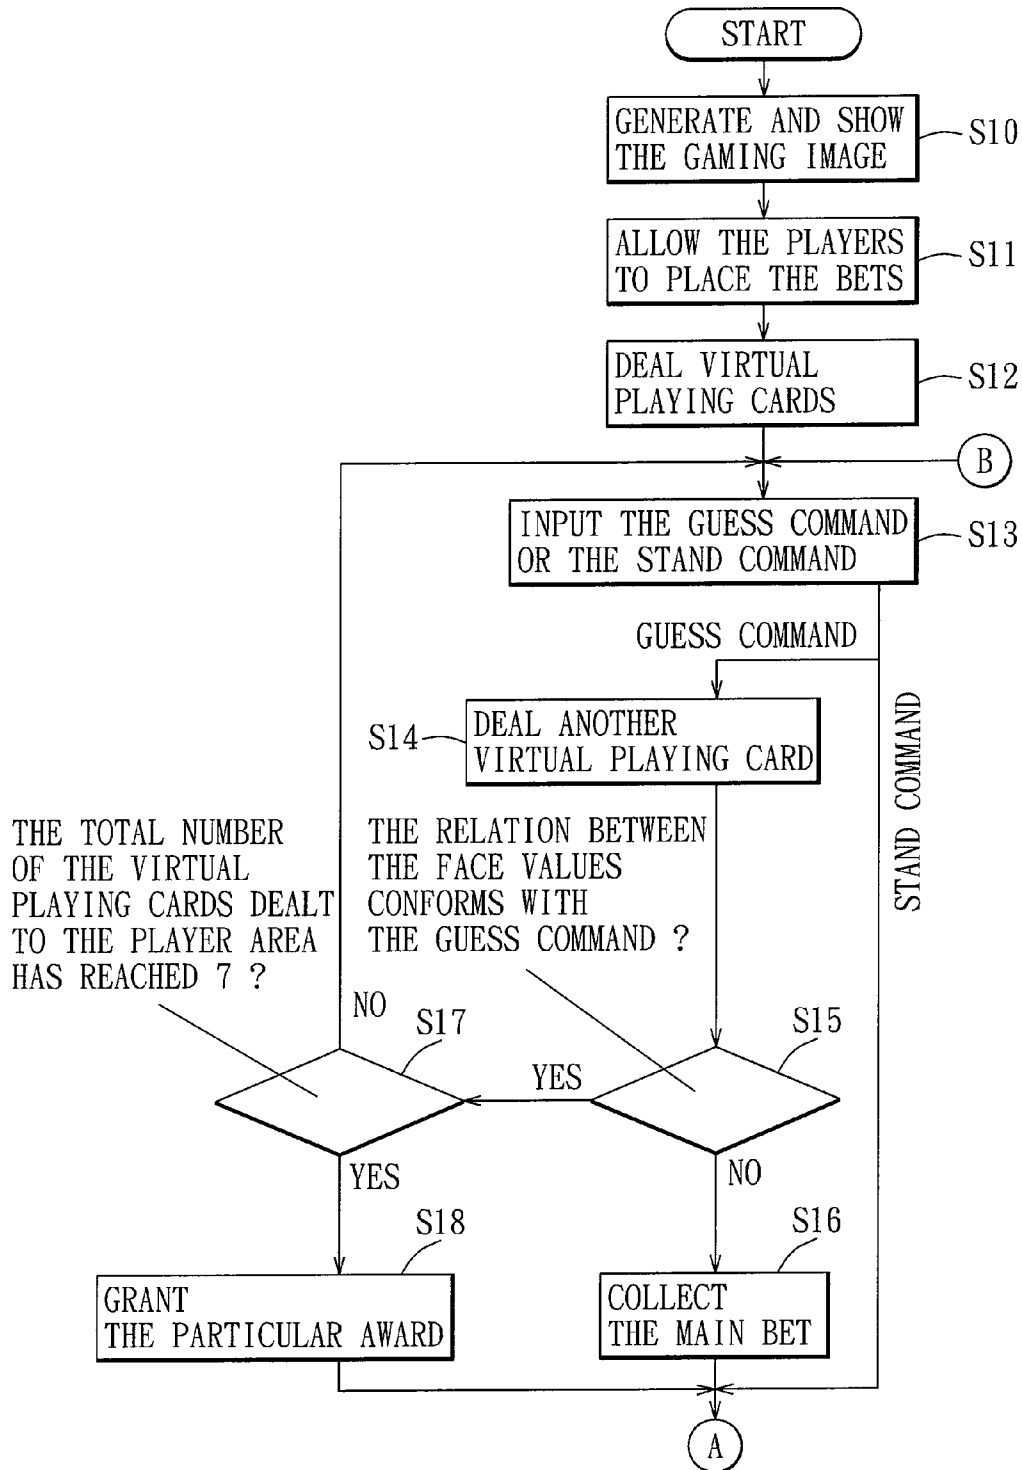 START
GENERATE AND SHOW
THE GAMING IMAGE
S10
ALLOW THE PLAYERS
TO PLACE THE BETS
S11
DEAL VIRTUAL
PLAYING CARDS
S12
B
INPUT THE GUESS COMMAND
OR THE STAND COMMAND
S13
GUESS COMMAND
STAND COMMAND
S14
DEAL ANOTHER
VIRTUAL PLAYING CARD
THE TOTAL NUMBER
OF THE VIRTUAL
PLAYING CARDS DEALT
TO THE PLAYER AREA
HAS REACHED 7 ?
THE RELATION BETWEEN
THE FACE VALUES
CONFORMS WITH
THE GUESS COMMAND ?
NO
S17
S15
YES
YES
NO
S18
S16
GRANT
THE PARTICULAR AWARD
COLLECT
THE MAIN BET
A